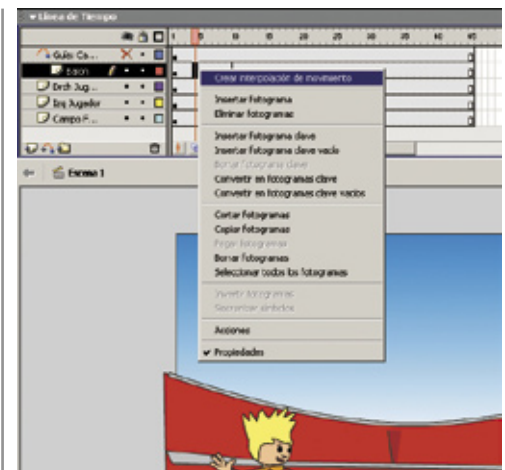 Línea de Tiempo
1 5 10 15 20 25 30 35 40 45
Guía: Ca...
Balon
Drch Jug...
Izq Jugador
Campo F...
Escena 1
Crear interpolación de movimiento
Insertar fotograma
Eliminar fotogramas
Insertar fotograma clave
Insertar fotograma clave vacío
Borrar fotograma clave
Convertir en fotogramas clave
Convertir en fotogramas clave vacíos
Cortar fotogramas
Copiar fotogramas
Pegar fotogramas
Borrar fotogramas
Seleccionar todos los fotogramas
Invertir fotogramas
Sincronizar símbolos
Acciones
Propiedades